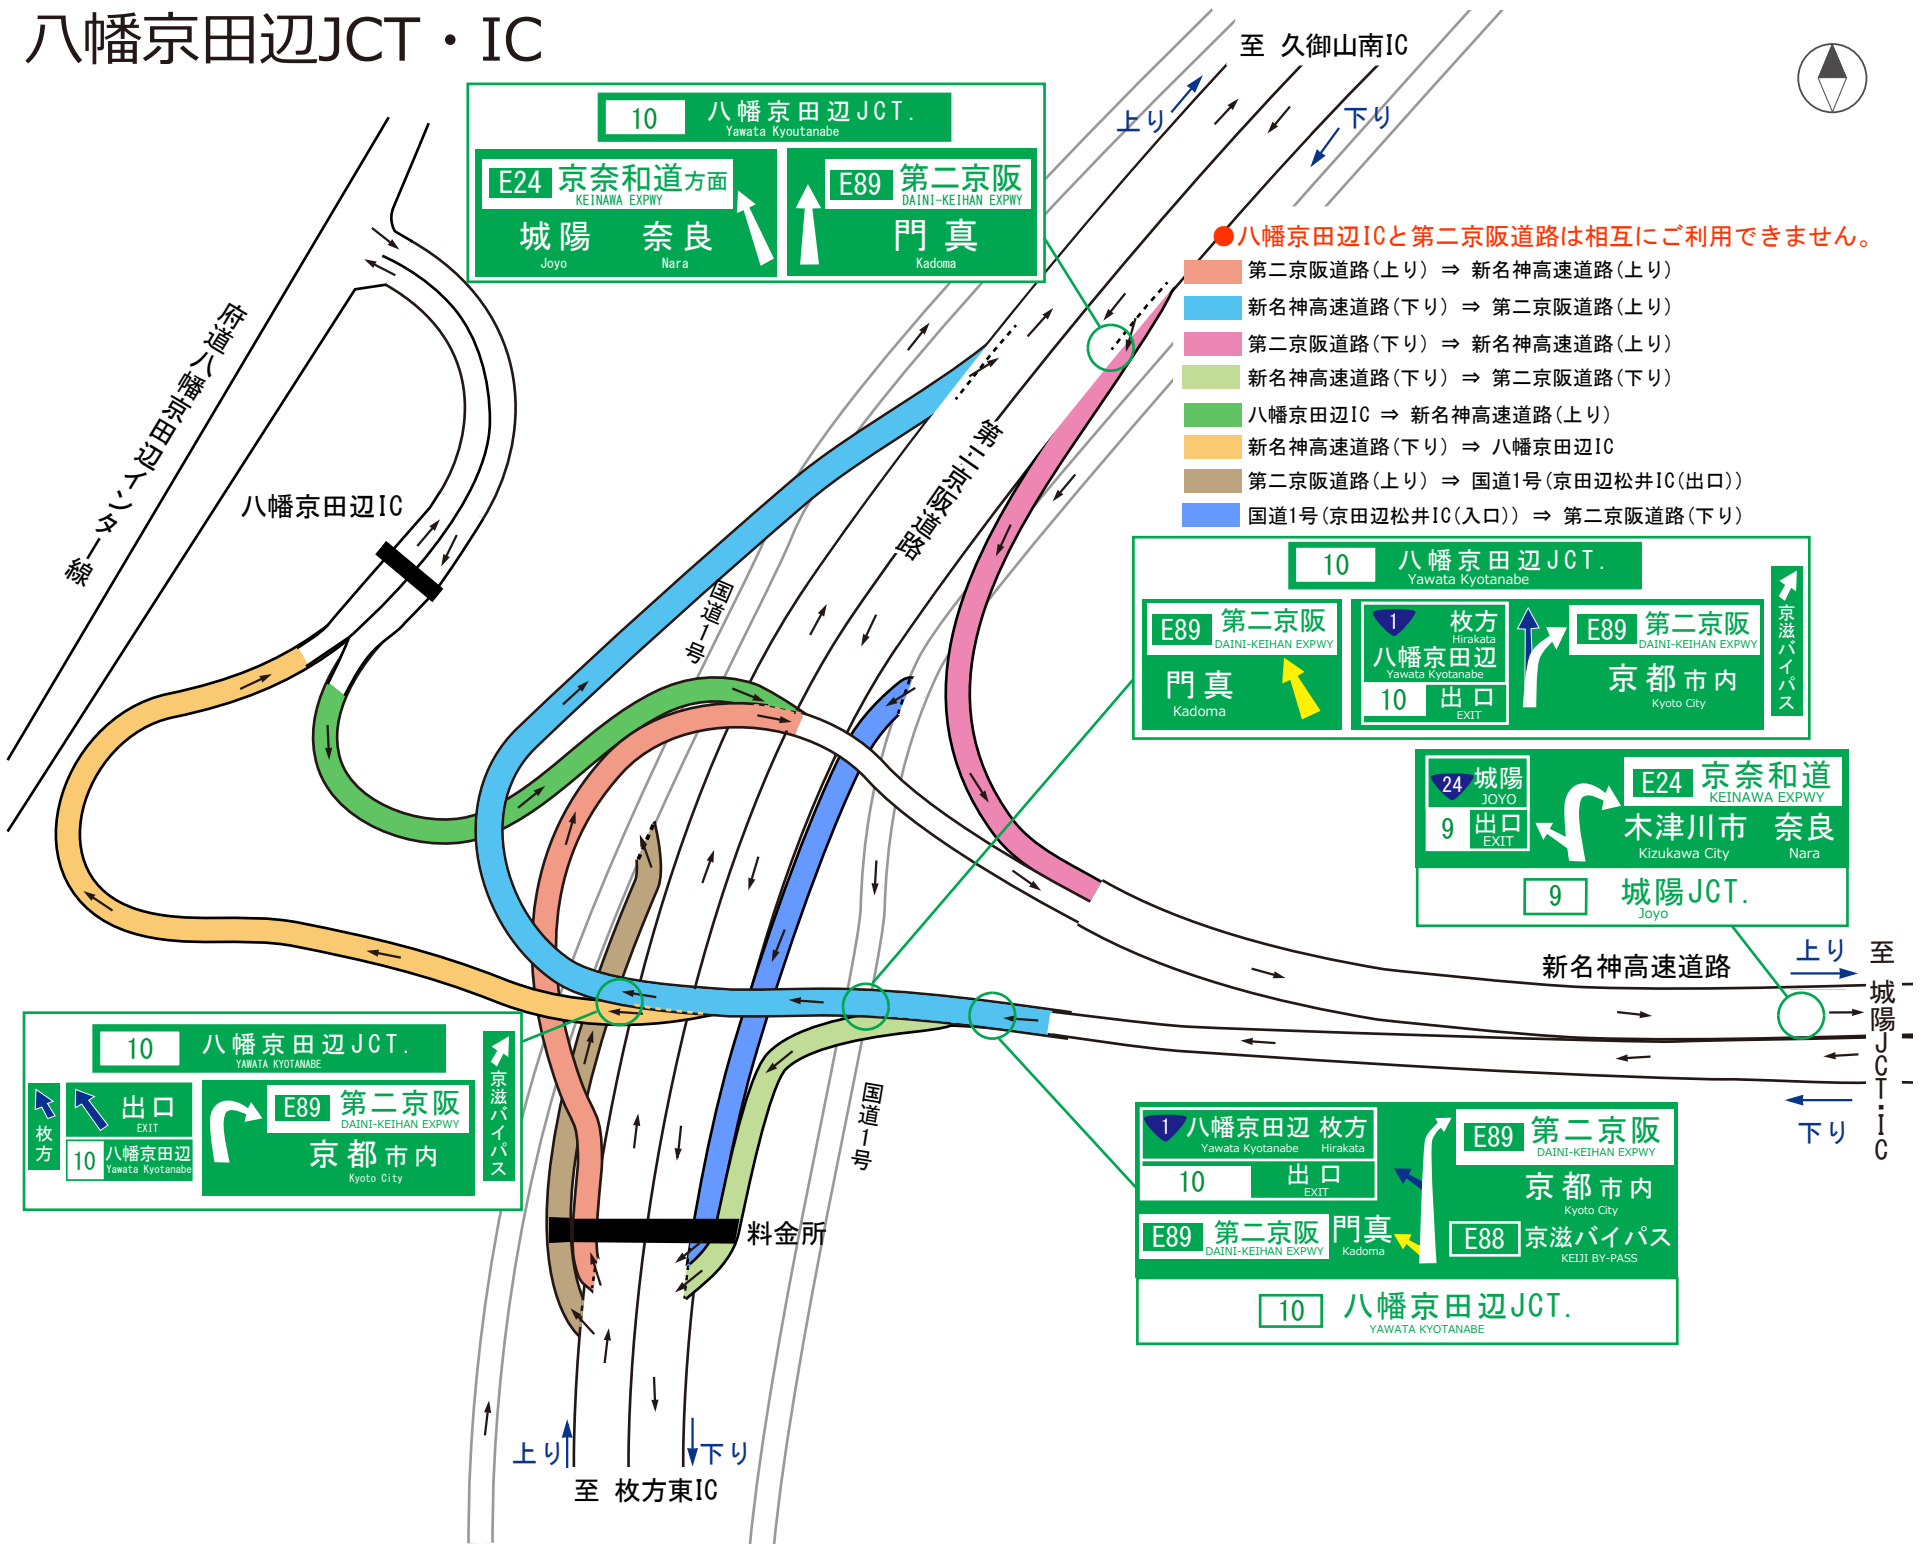 八幡京田辺JCT・IC
至 久御山南IC
上り
下り
10 八幡京田辺JCT.
Yawata Kyoutanabe
E24 京奈和道方面
KEINAWA EXPWY
城陽 奈良
Joyo Nara
E89 第二京阪
DAINI-KEIHAN EXPWY
門真
Kadoma
●八幡京田辺ICと第二京阪道路は相互にご利用できません。
第二京阪道路(上り) ⇒ 新名神高速道路(上り)
新名神高速道路(下り) ⇒ 第二京阪道路(上り)
第二京阪道路(下り) ⇒ 新名神高速道路(上り)
新名神高速道路(下り) ⇒ 第二京阪道路(下り)
八幡京田辺IC ⇒ 新名神高速道路(上り)
新名神高速道路(下り) ⇒ 八幡京田辺IC
第二京阪道路(上り) ⇒ 国道1号(京田辺松井IC(出口))
国道1号(京田辺松井IC(入口)) ⇒ 第二京阪道路(下り)
府道八幡京田辺インター線
八幡京田辺IC
第二京阪道路
国道1号
10 八幡京田辺JCT.
Yawata Kyotanabe
E89 第二京阪
DAINI-KEIHAN EXPWY
門真
Kadoma
1 枚方
Hirakata
八幡京田辺
Yawata Kyotanabe
10 出口
EXIT
E89 第二京阪
DAINI-KEIHAN EXPWY
京都市内
Kyoto City
京滋バイパス
24 城陽
JOYO
9 出口
EXIT
E24 京奈和道
KEINAWA EXPWY
木津川市 奈良
Kizukawa City Nara
9 城陽JCT.
Joyo
新名神高速道路
上り
至 城陽JCT・IC
下り
10 八幡京田辺JCT.
YAWATA KYOTANABE
枚方
出口
EXIT
10 八幡京田辺
Yawata Kyotanabe
E89 第二京阪
DAINI-KEIHAN EXPWY
京都市内
Kyoto City
京滋バイパス
国道1号
料金所
1 八幡京田辺 枚方
Yawata Kyotanabe Hirakata
10 出口
EXIT
E89 第二京阪 門真
DAINI-KEIHAN EXPWY Kadoma
E89 第二京阪
DAINI-KEIHAN EXPWY
京都市内
Kyoto City
E88 京滋バイパス
KEIJI BY-PASS
10 八幡京田辺JCT.
YAWATA KYOTANABE
上り
下り
至 枚方東IC